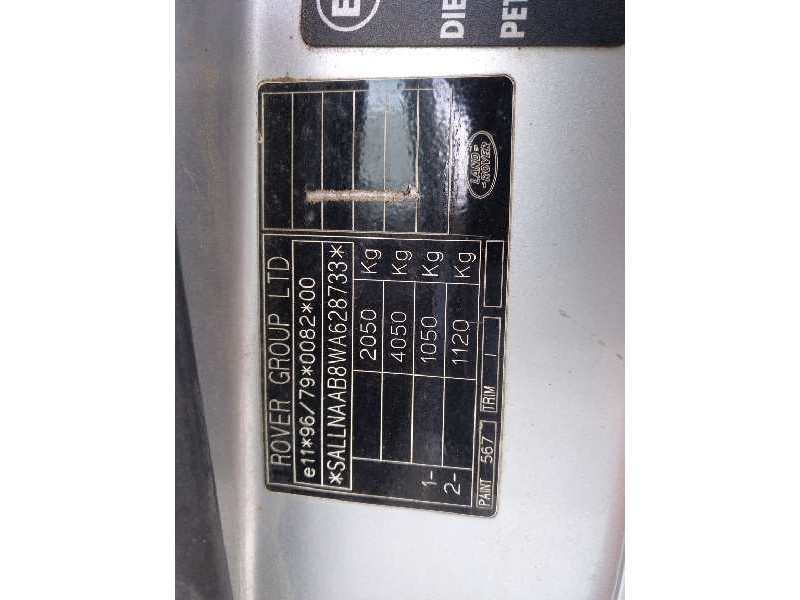 E
DIE
PET
ROVER GROUP LTD
e11*96/79*0082*00
*SALLNAAB8WA628733*
2050 Kg
4050 Kg
1- 1050 Kg
2- 1120 Kg
PAINT 567 TRIM
LAND-
-ROVER